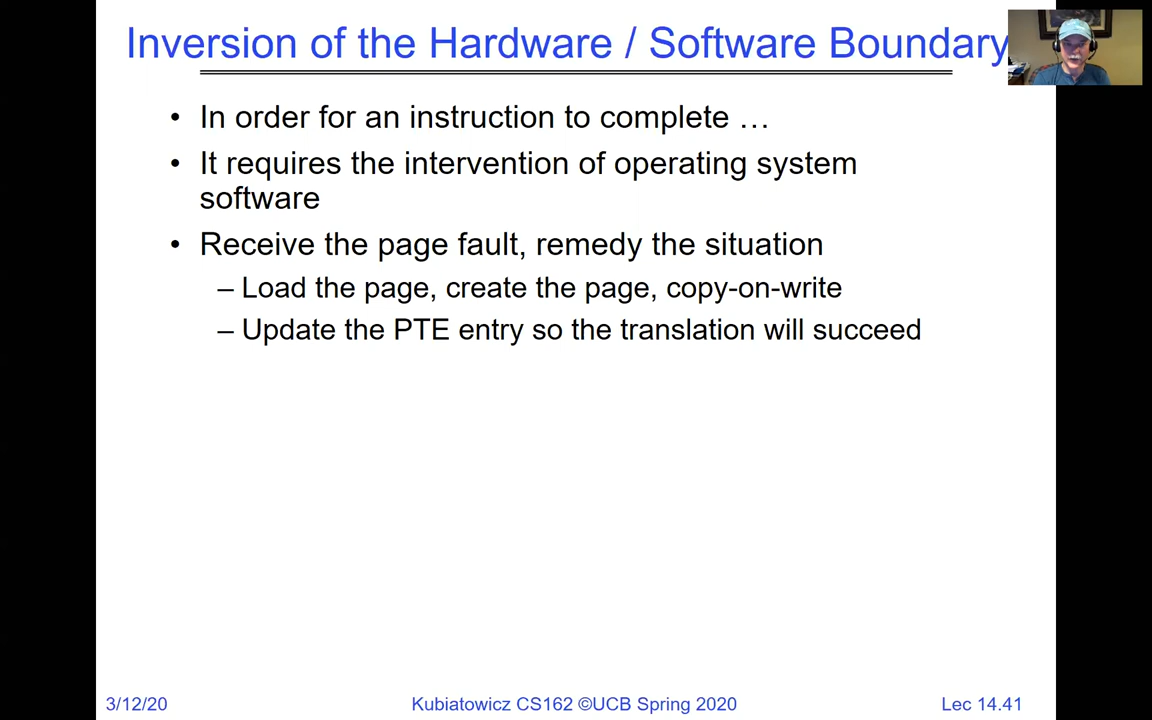 Inversion of the Hardware / Software Boundary
• In order for an instruction to complete …
• It requires the intervention of operating system
software
• Receive the page fault, remedy the situation
– Load the page, create the page, copy-on-write
– Update the PTE entry so the translation will succeed
3/12/20 Kubiatowicz CS162 ©UCB Spring 2020 Lec 14.41